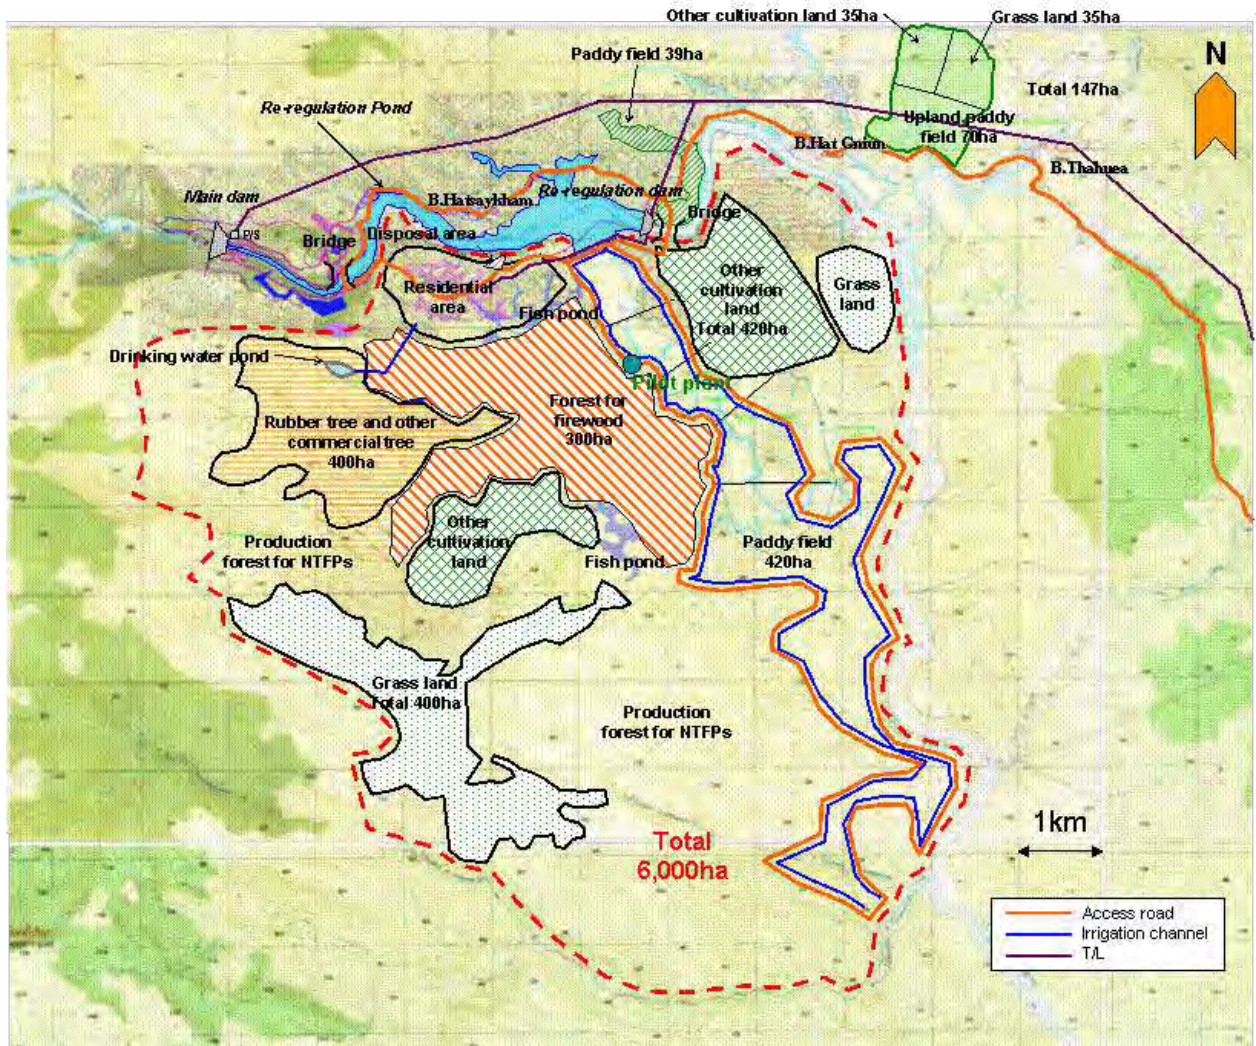 Other cultivation land 35ha
Grass land 35ha
N
Paddy field 39ha
Total 147ha
Re-regulation Pond
Upland paddy
field 70ha
B.Hat Gniun
B.Thahuea
Main dam
B.Hatsaykham
Re-regulation dam
P/S
Bridge
Disposal area
Bridge
Residential
area
Other
cultivation
land
Total 420ha
Grass
land
Fish pond
Drinking water pond
Pilot plant
Rubber tree and other
commercial tree
400ha
Forest for
firewood
300ha
Other
cultivation
land
Production
forest for NTFPs
Fish pond
Paddy field
420ha
Grass land
Total 400ha
Production
forest for NTFPs
Total
6,000ha
1km
Access road
Irrigation channel
T/L